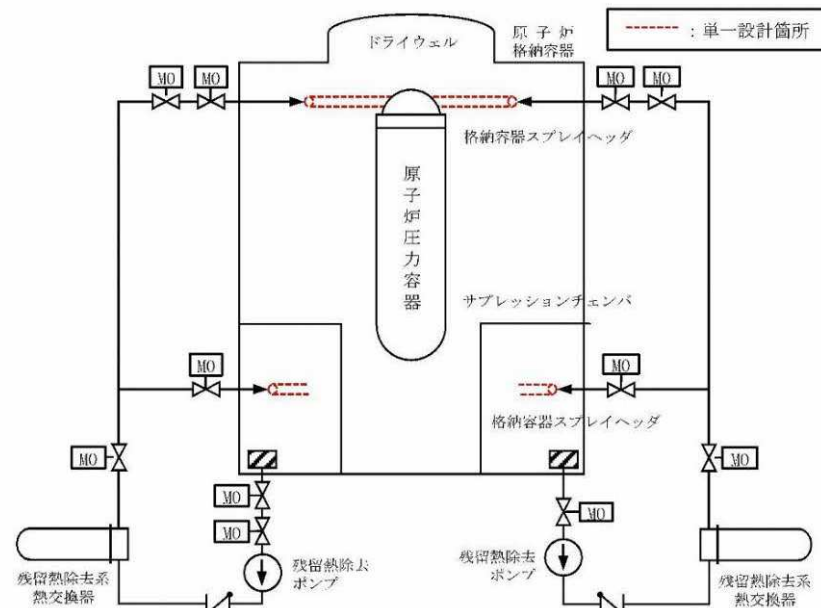 ドライウェル
原子炉
格納容器
:単一設計箇所
MO
MO
MO
MO
格納容器スプレイヘッダ
原子炉圧力容器
サプレッションチェンバ
MO
MO
格納容器スプレイヘッダ
MO
MO
MO
MO
MO
残留熱除去系
熱交換器
残留熱除去
ポンプ
残留熱除去
ポンプ
残留熱除去系
熱交換器